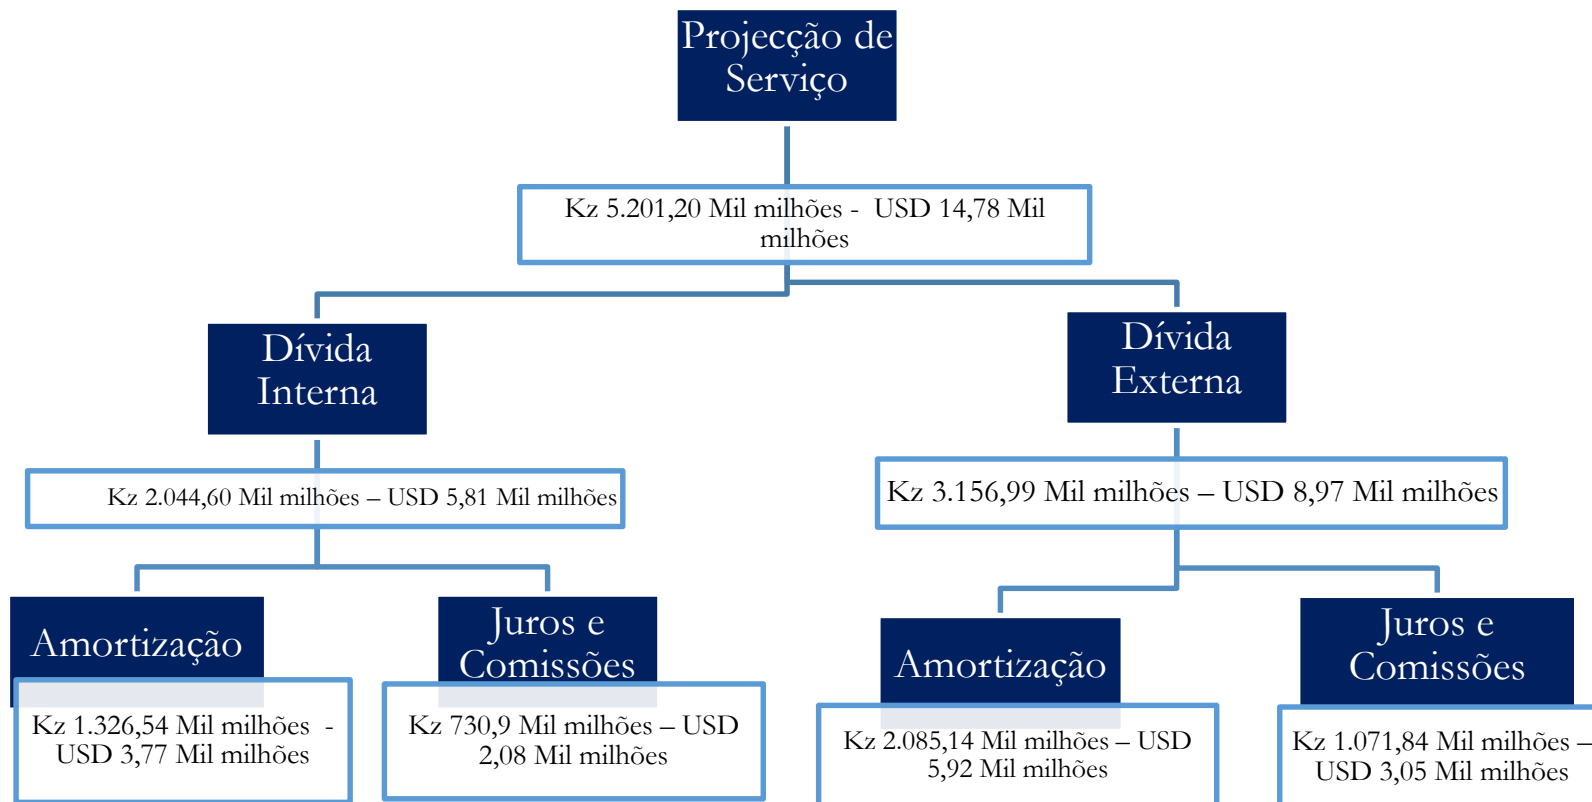 Projecção de
Serviço
Kz 5.201,20 Mil milhões - USD 14,78 Mil
milhões
Dívida
Interna
Dívida
Externa
Kz 2.044,60 Mil milhões – USD 5,81 Mil milhões
Kz 3.156,99 Mil milhões – USD 8,97 Mil milhões
Amortização
Juros e
Comissões
Amortização
Juros e
Comissões
Kz 1.326,54 Mil milhões -
USD 3,77 Mil milhões
Kz 730,9 Mil milhões – USD
2,08 Mil milhões
Kz 2.085,14 Mil milhões – USD
5,92 Mil milhões
Kz 1.071,84 Mil milhões –
USD 3,05 Mil milhões